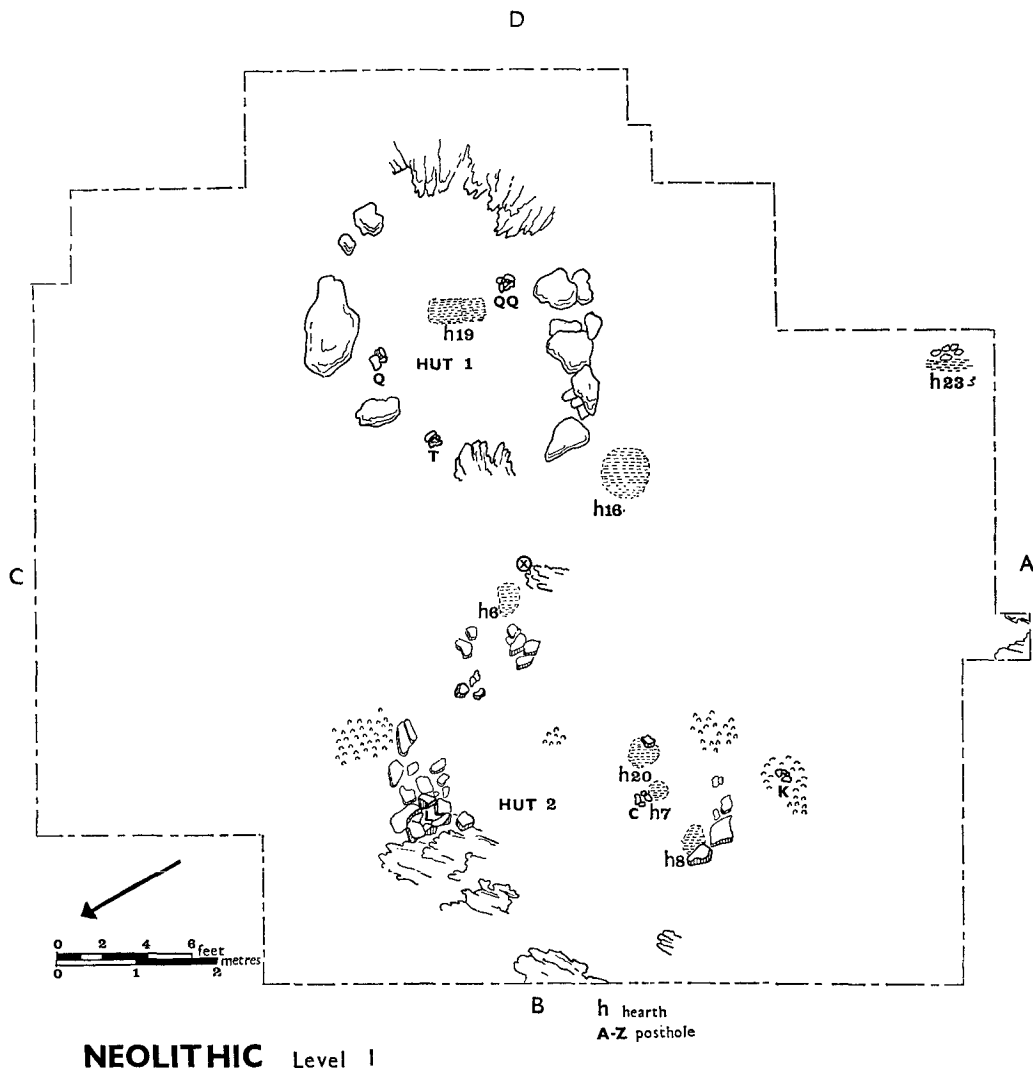 D
QQ
h19
HUT 1
Q
T
h23
h16
C
A
h6
h20
K
HUT 2
C h7
L
h8
0 2 4 6 feet
metres
0 1 2
B
h hearth
A-Z posthole
NEOLITHIC Level 1